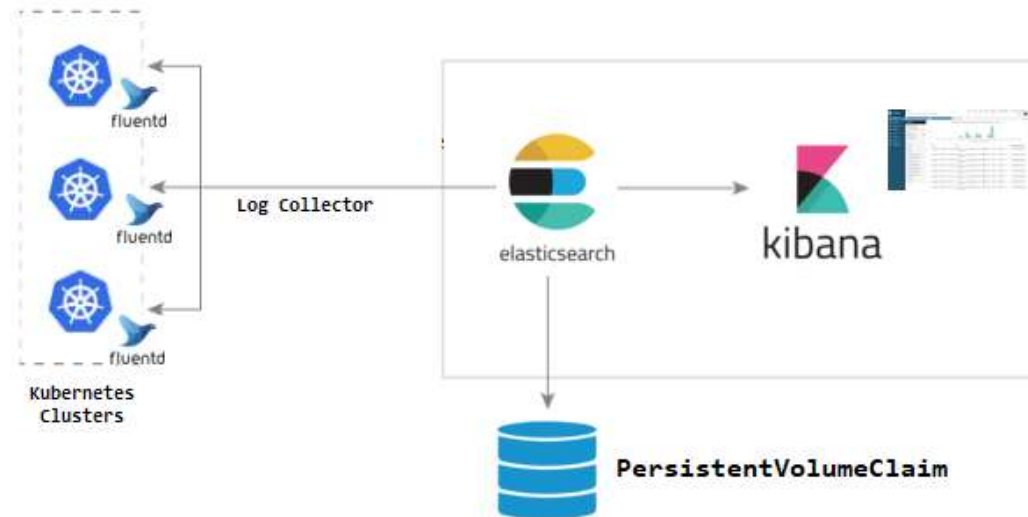 fluentd
fluentd
fluentd
Kubernetes
Clusters
Log Collector
elasticsearch
kibana
PersistentVolumeClaim